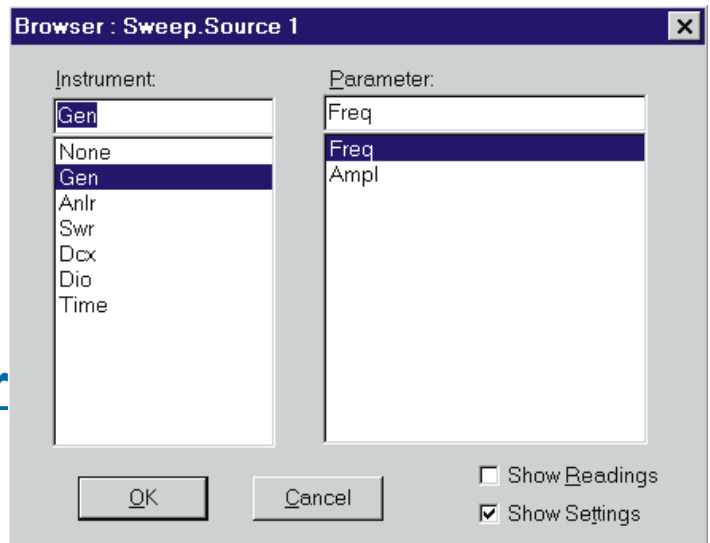 Browser : Sweep.Source 1
Instrument:
Gen
None
Gen
Anlr
Swr
Dcx
Dio
Time
Parameter:
Freq
Freq
Ampl
r
OK
Cancel
Show Readings
Show Settings